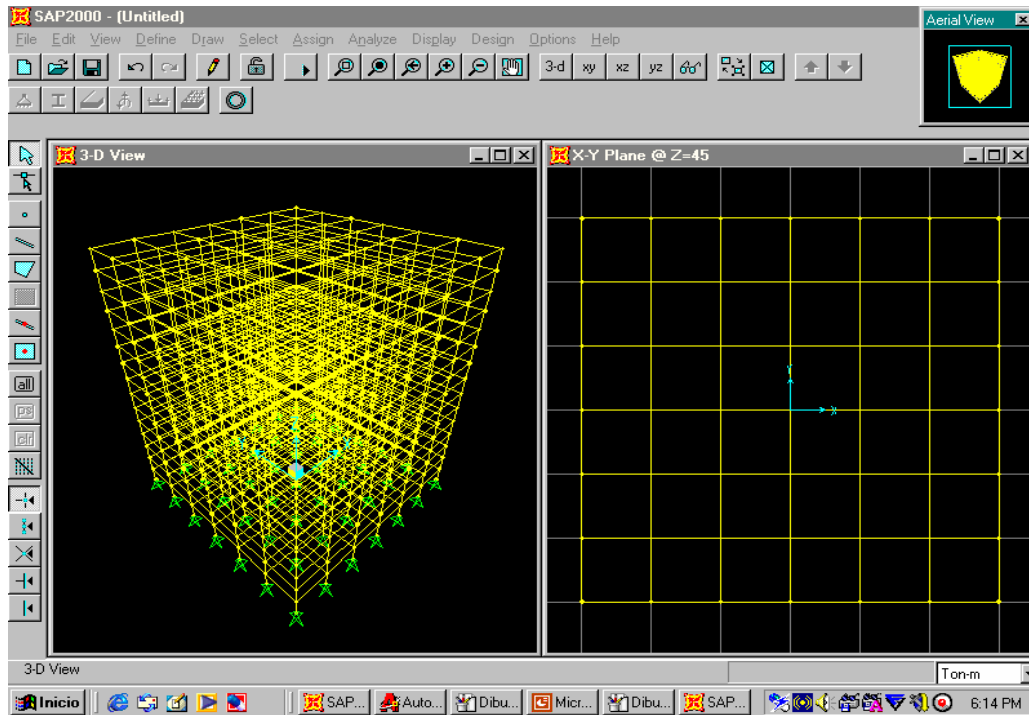 SAP2000 - (Untitled)
Aerial View
File Edit View Define Draw Select Assign Analyze Display Design Options Help
3-d xy xz yz
3-D View
X-Y Plane @ Z=45
all
ps
clr
Y
X
3-D View
Ton-m
Inicio
SAP...
Auto...
Dibu...
Micr...
Dibu...
SAP...
6:14 PM